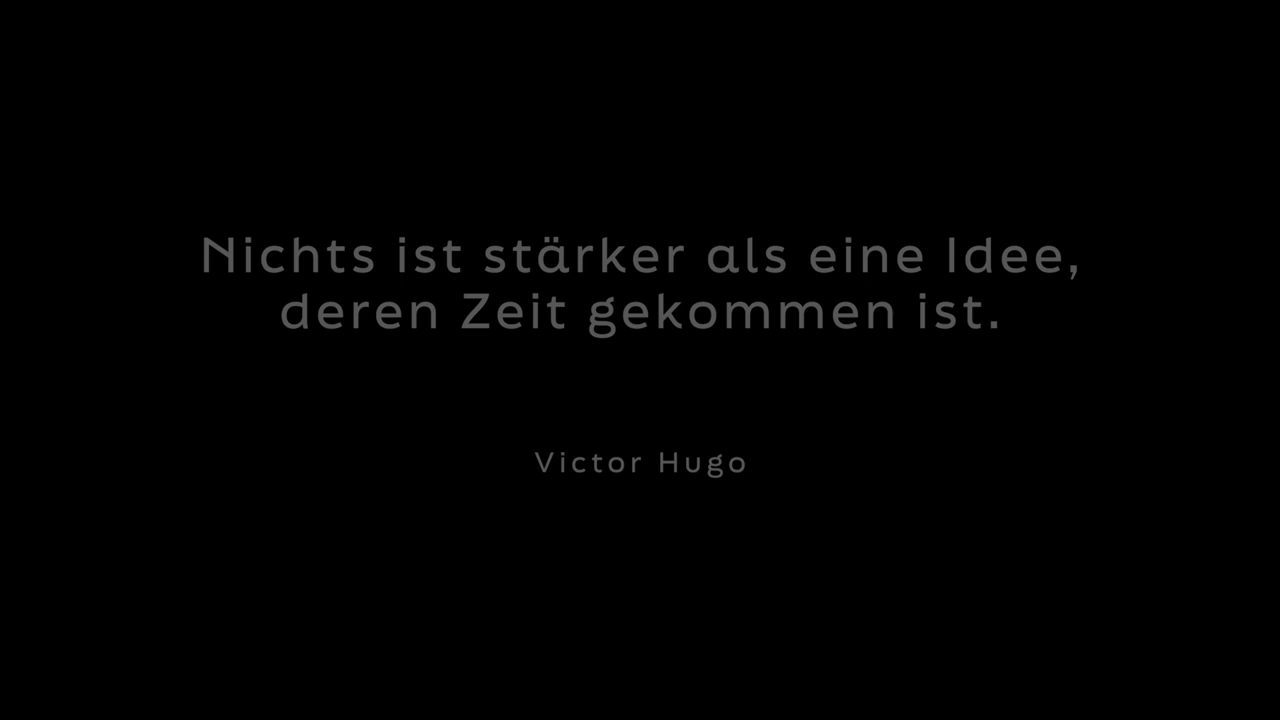 Nichts ist stärker als eine Idee,
deren Zeit gekommen ist.
Victor Hugo